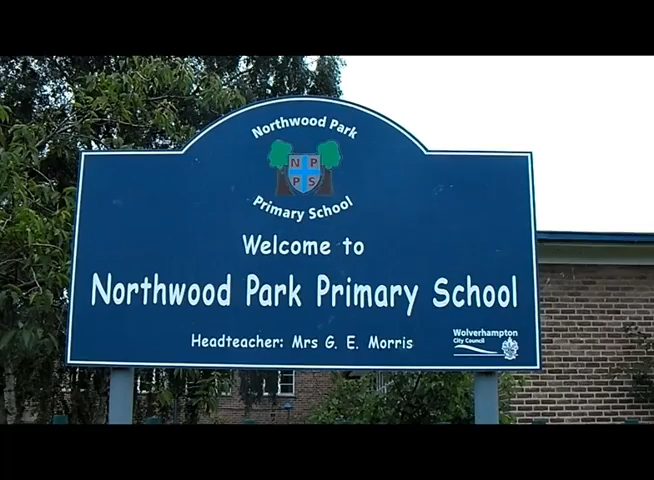 Northwood Park
N P
P S
Primary School
Welcome to
Northwood Park Primary School
Headteacher: Mrs G. E. Morris
Wolverhampton
City Council